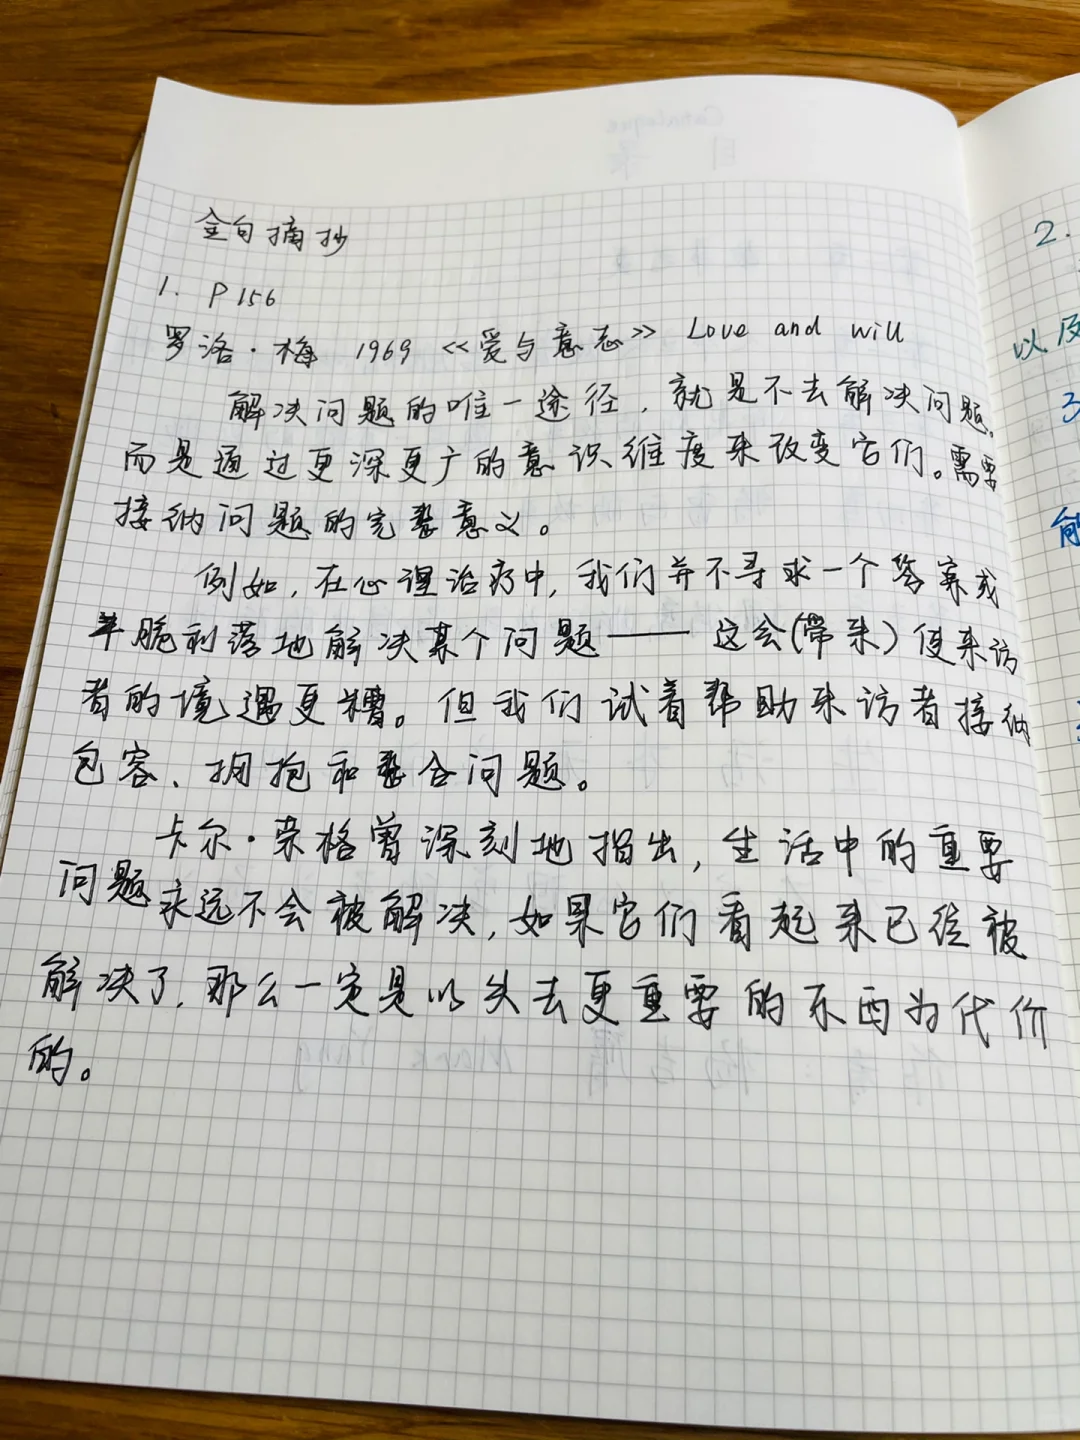 金句摘抄
1. P156
罗洛·梅 1969 《爱与意志》 Love and will
解决问题的唯一途径，就是不去解决问题，
而是通过更深更广的意识维度来改变它们。需要
接纳问题的完整意义。
例如，在心理治疗中，我们并不寻求一个答案或
干脆利落地解决某个问题——这会(带来)使来访
者的境遇更糟。但我们试着帮助来访者接纳
包容、拥抱和整合问题。
卡尔·荣格曾深刻地指出，生活中的重要
问题永远不会被解决，如果它们看起来已经被
解决了，那么一定是以失去更重要的东西为代价
的。
2.
以及
3
能